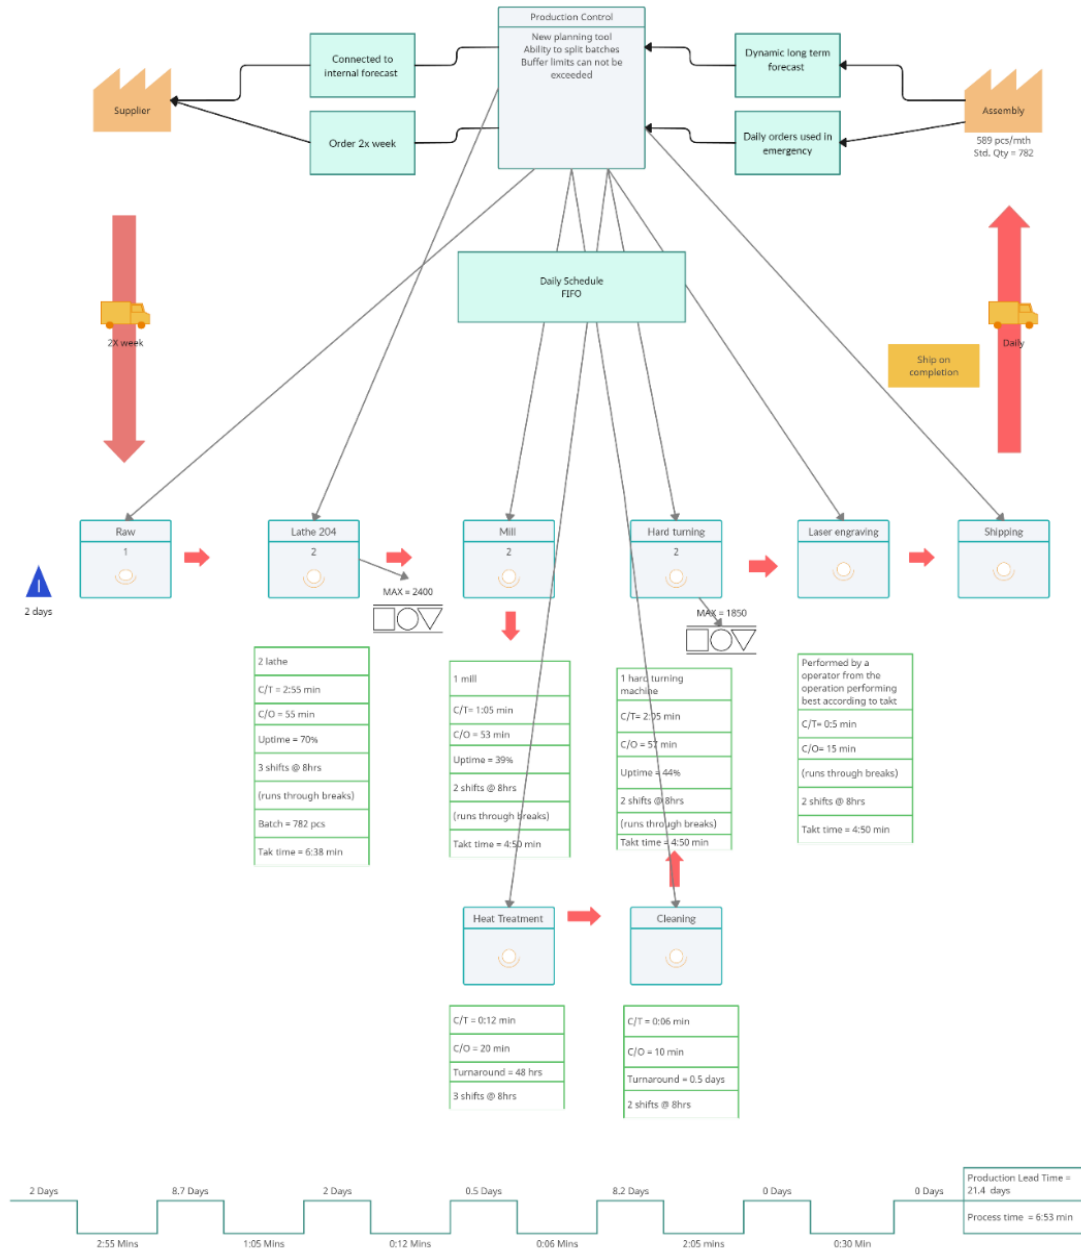 Production Control
New planning tool
Ability to split batches
Buffer limits can not be
exceeded
Connected to
internal forecast
Dynamic long term
forecast
Supplier
Assembly
Order 2x week
Daily orders used in
emergency
589 pcs/mth
Std. Qty = 782
Daily Schedule
FIFO
2X week
Daily
Ship on
completion
Raw
1
Lathe 204
2
Mill
2
Hard turning
2
Laser engraving
Shipping
I
2 days
MAX = 2400
MAX = 1850
2 lathe
C/T = 2:55 min
C/O = 55 min
Uptime = 70%
3 shifts @ 8hrs
(runs through breaks)
Batch = 782 pcs
Tak time = 6:38 min
1 mill
C/T= 1:05 min
C/O = 53 min
Uptime = 39%
2 shifts @ 8hrs
(runs through breaks)
Takt time = 4:50 min
1 hard turning
machine
C/T= 2:05 min
C/O = 57 min
Uptime = 44%
2 shifts @ 8hrs
(runs through breaks)
Takt time = 4:50 min
Performed by a
operator from the
operation performing
best according to takt
C/T= 0:5 min
C/O= 15 min
(runs through breaks)
2 shifts @ 8hrs
Takt time = 4:50 min
Heat Treatment
Cleaning
C/T = 0:12 min
C/O = 20 min
Turnaround = 48 hrs
3 shifts @ 8hrs
C/T = 0:06 min
C/O = 10 min
Turnaround = 0.5 days
2 shifts @ 8hrs
2 Days
8.7 Days
2 Days
0.5 Days
8.2 Days
0 Days
0 Days
Production Lead Time =
21.4 days
Process time = 6:53 min
2:55 Mins
1:05 Mins
0:12 Mins
0:06 Mins
2:05 mins
0:30 Min